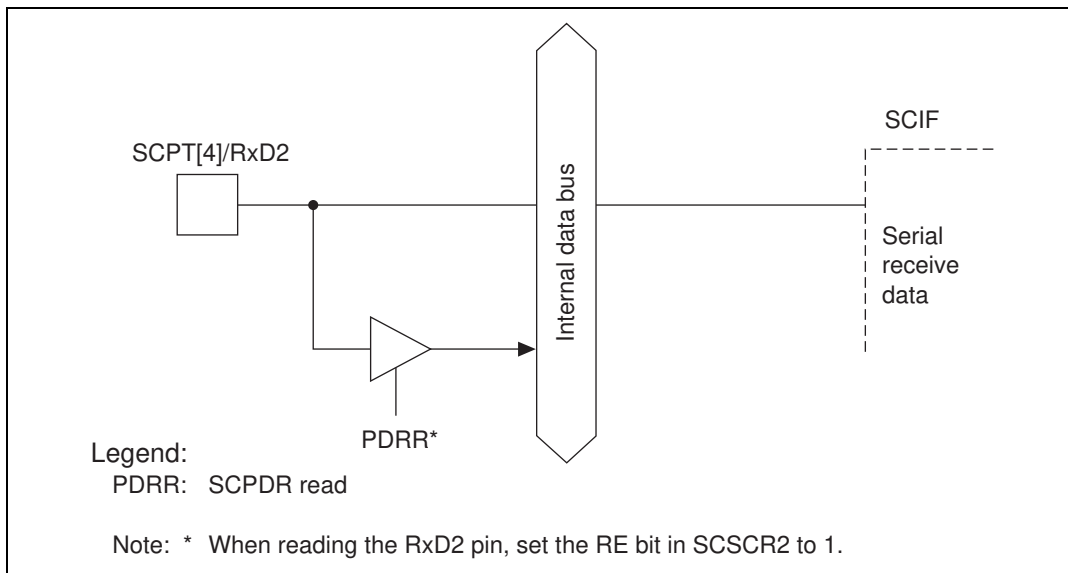 SCIF
SCPT[4]/RxD2
Internal data bus
Serial
receive
data
PDRR*
Legend:
PDRR: SCPDR read
Note: * When reading the RxD2 pin, set the RE bit in SCSCR2 to 1.